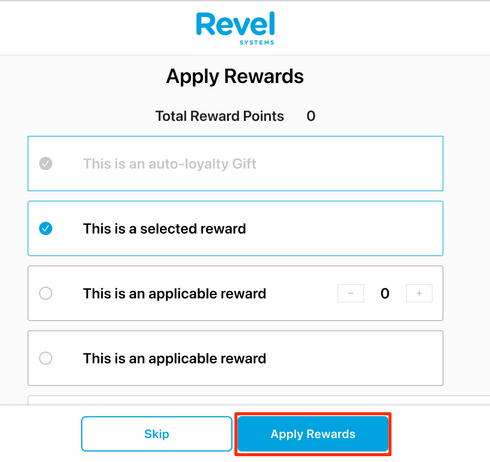 Revel
SYSTEMS
Apply Rewards
Total Reward Points 0
This is an auto-loyalty Gift
This is a selected reward
This is an applicable reward - 0 +
This is an applicable reward
Skip Apply Rewards